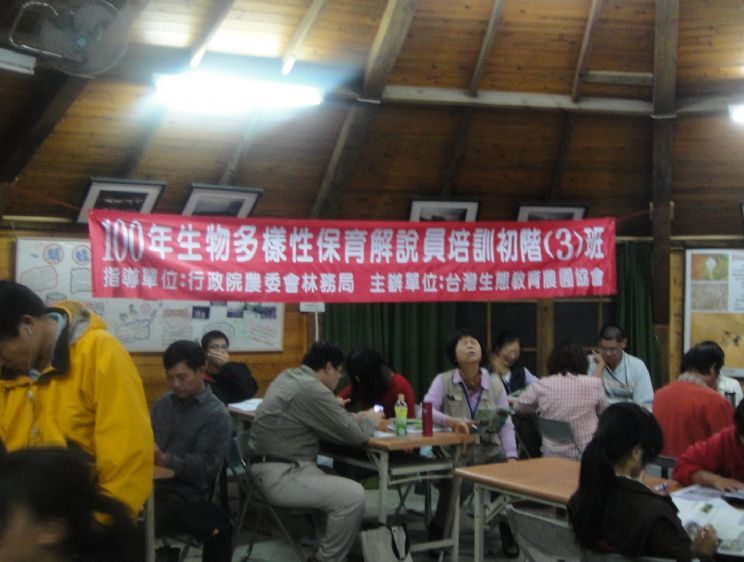 100年生物多樣性保育解說員培訓初階(3)班
指導單位:行政院農委會林務局 主辦單位:台灣生態教育農園協會